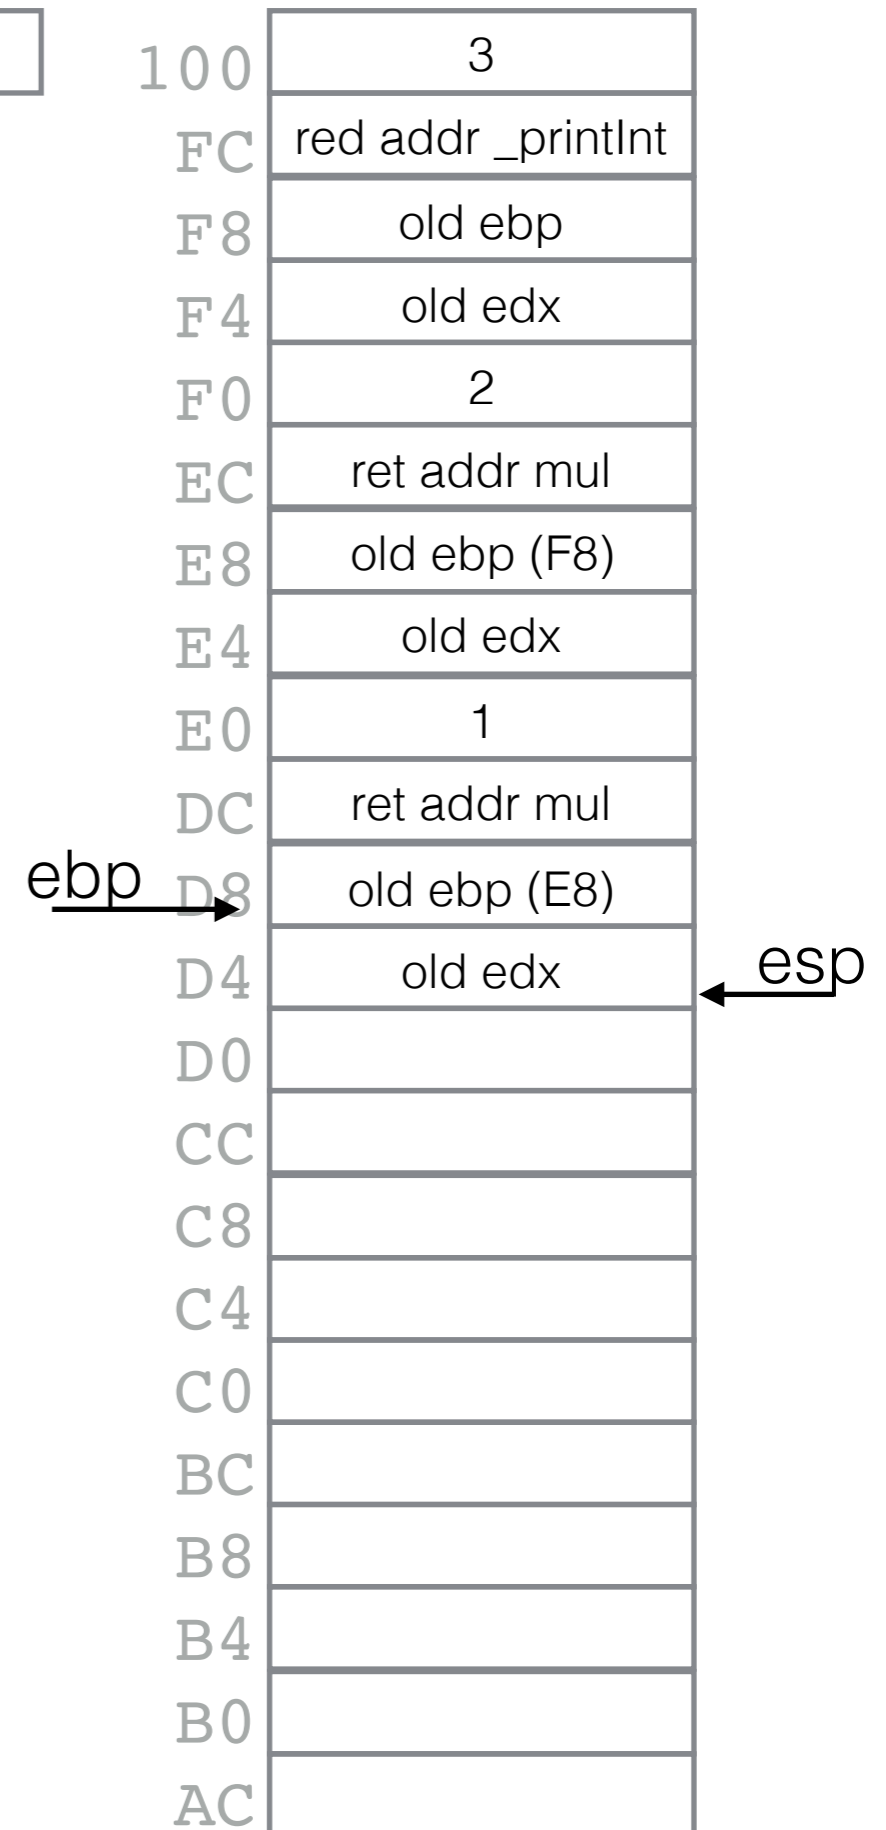 100 3
FC red addr _printInt
F8 old ebp
F4 old edx
F0 2
EC ret addr mul
E8 old ebp (F8)
E4 old edx
E0 1
DC ret addr mul
ebp D8 old ebp (E8)
D4 old edx esp
D0
CC
C8
C4
C0
BC
B8
B4
B0
AC